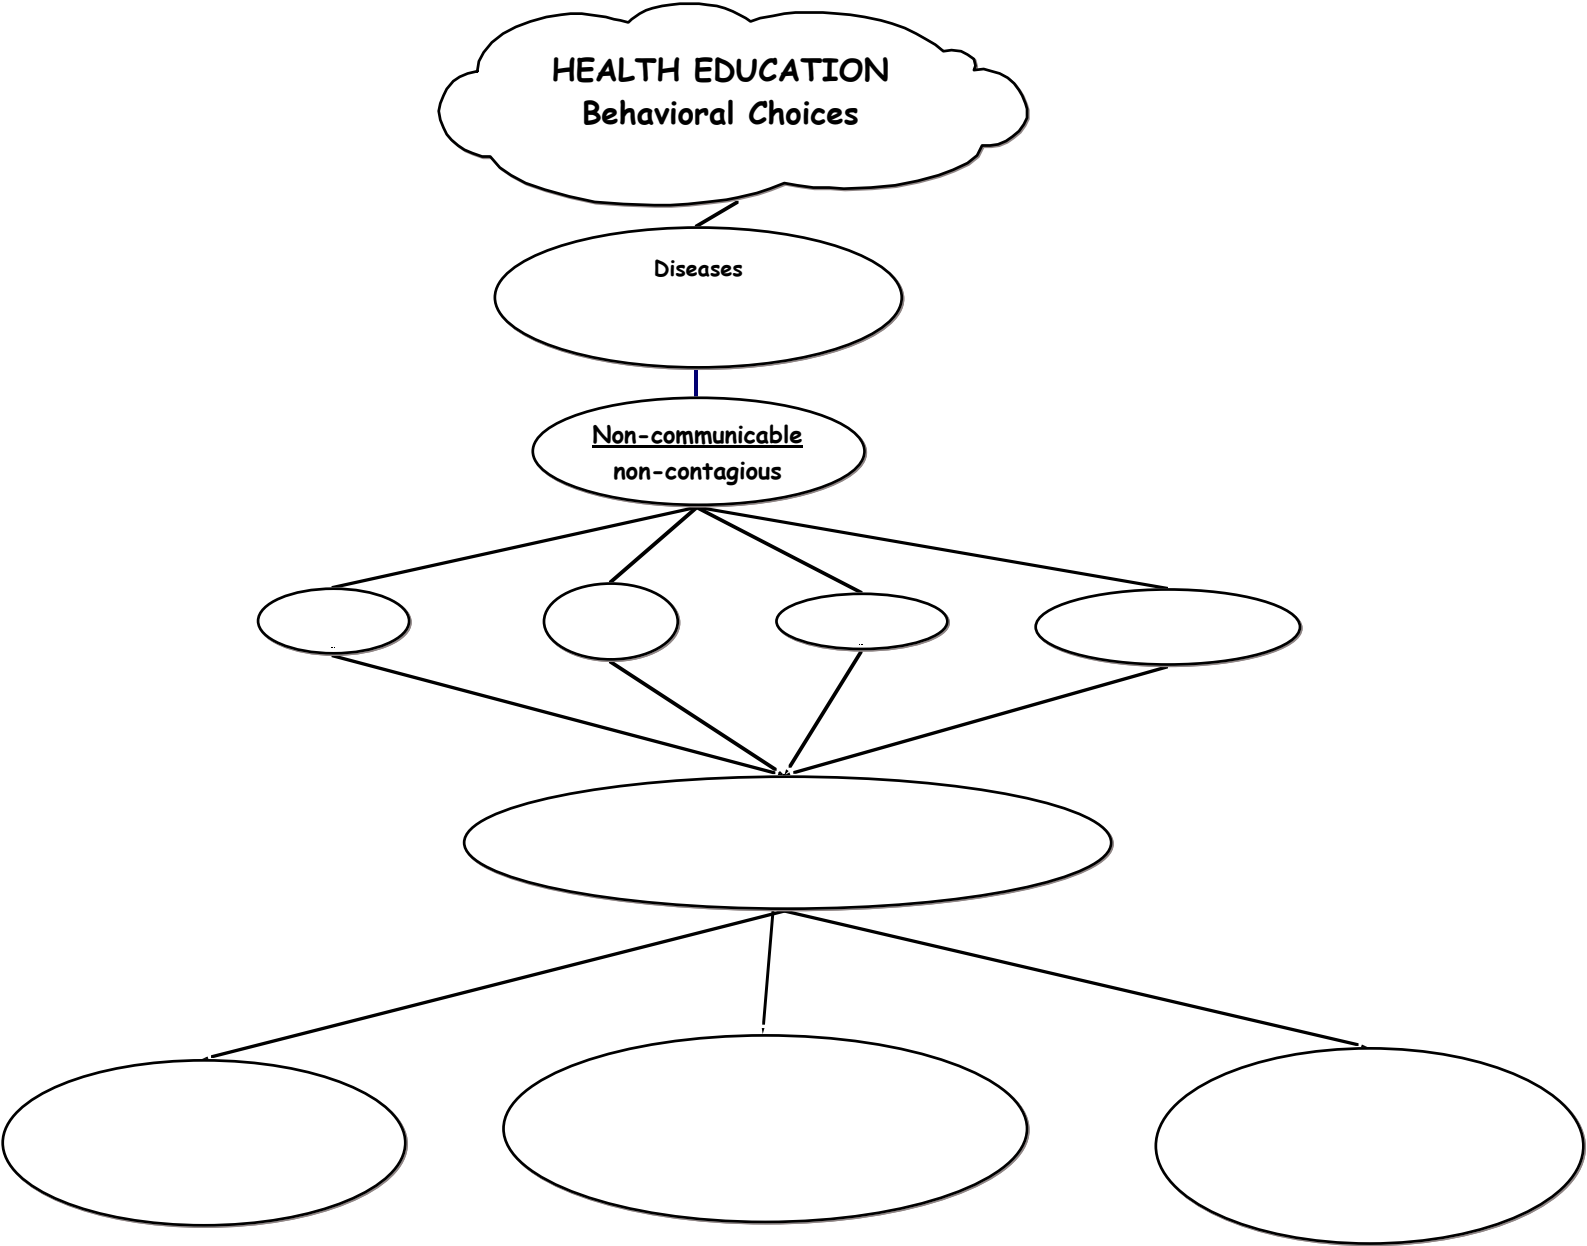 HEALTH EDUCATION
Behavioral Choices
Diseases
Non-communicable
non-contagious